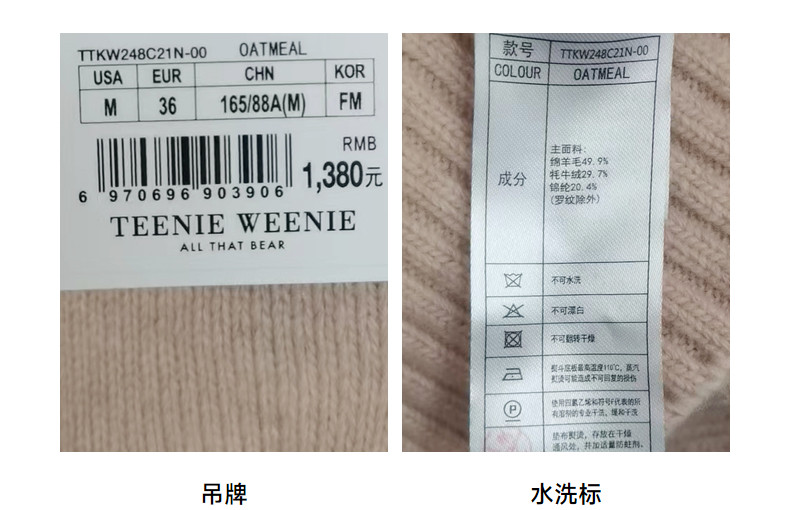 TTKW248C21N-00 OATMEAL
USA EUR CHN KOR
M 36 165/88A(M) FM
RMB
1,380元
6 970696 903906
TEENIE WEENIE
ALL THAT BEAR
款号 TTKW248C21N-00
COLOUR OATMEAL
成分
主面料:
绵羊毛49.9%
牦牛绒29.7%
锦纶20.4%
(罗纹除外)
不可水洗
不可漂白
不可翻转干燥
熨斗底板最高温度110℃，蒸汽
熨烫可能造成不可回复的损伤
P
使用四氯乙烯和符号F代表的所
有溶剂的专业干洗，缓和干洗
垫布熨烫，存放在干燥
通风处，并加适量防蛀剂。
吊牌
水洗标